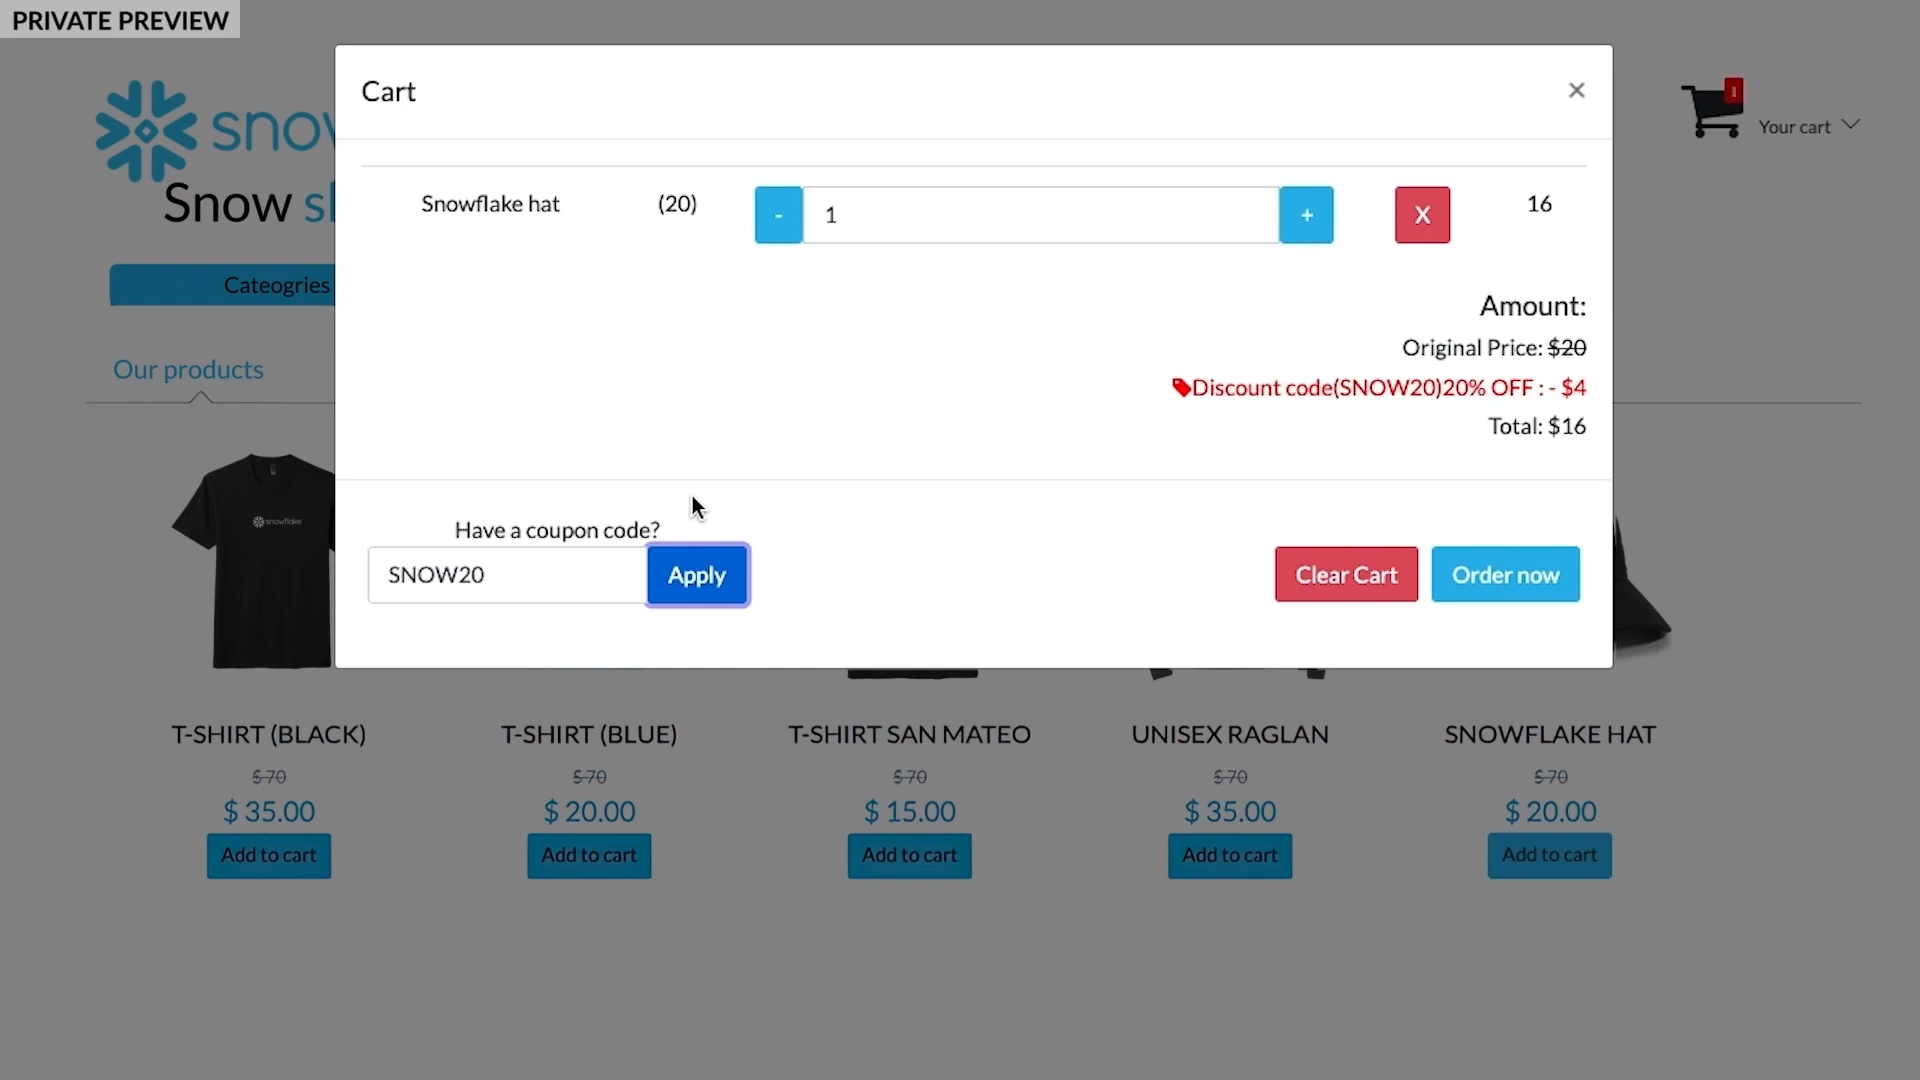 PRIVATE PREVIEW
Cart
×
Your cart
Snow
Snowflake hat (20) - 1 + X 16
Cateogries
Amount:
Original Price: $20
Our products
Discount code(SNOW20)20% OFF : - $4
Total: $16
snowflake
Have a coupon code?
SNOW20 Apply Clear Cart Order now
T-SHIRT (BLACK) T-SHIRT (BLUE) T-SHIRT SAN MATEO UNISEX RAGLAN SNOWFLAKE HAT
$ 70 $ 70 $ 70 $ 70 $ 70
$ 35.00 $ 20.00 $ 15.00 $ 35.00 $ 20.00
Add to cart Add to cart Add to cart Add to cart Add to cart